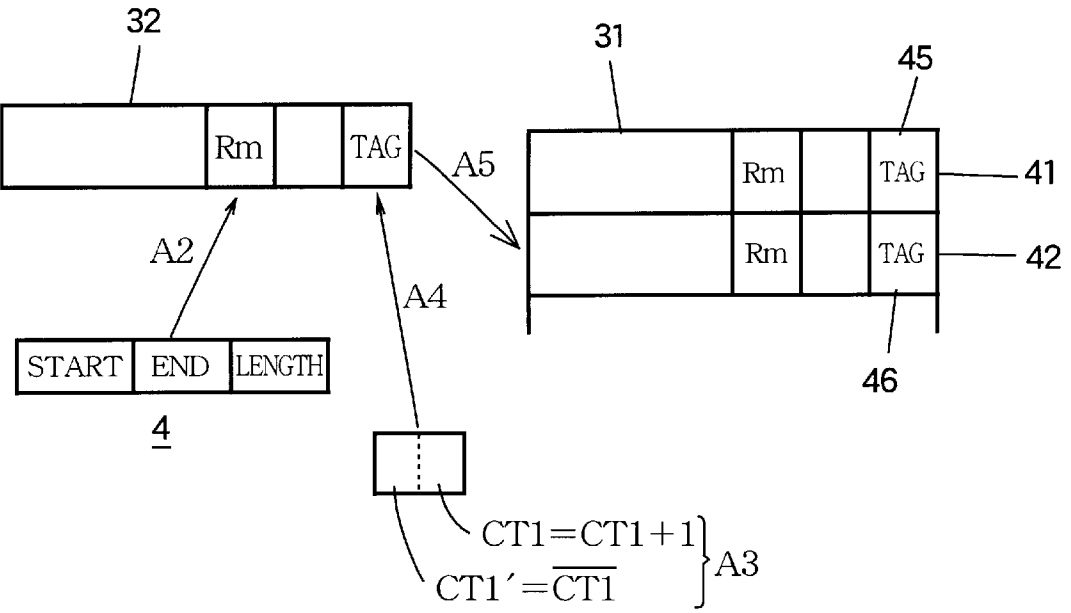 32
31
45
Rm TAG
A5
Rm TAG
41
A2
Rm TAG
42
A4
START END LENGTH
46
4
CT1=CT1+1
CT1′=\overline{CT1}
A3